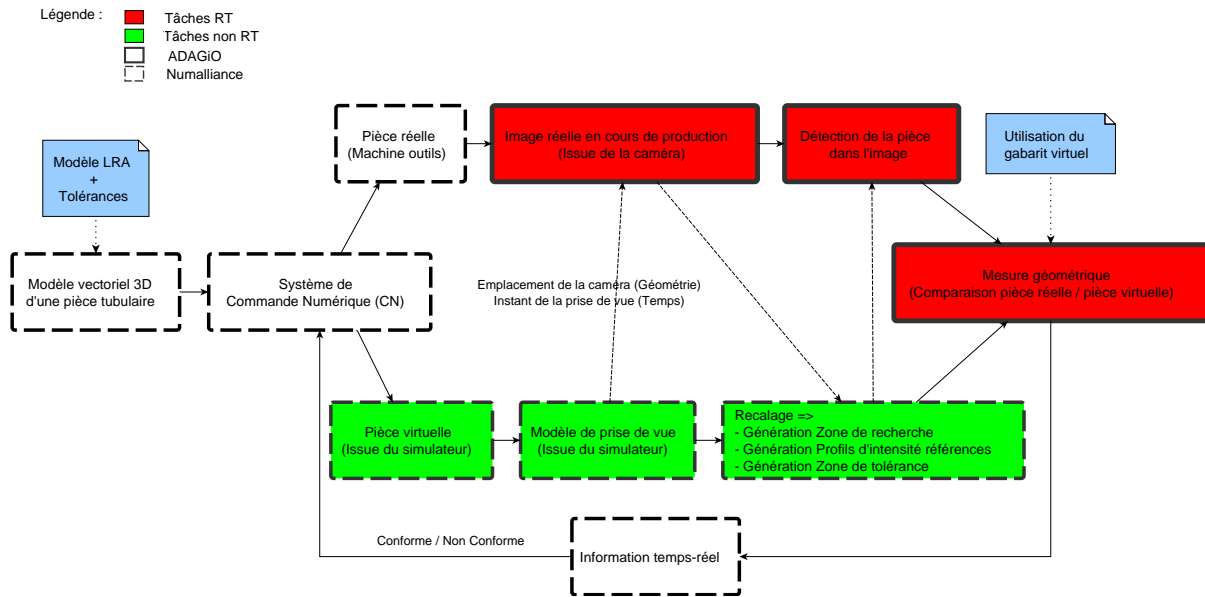 Légende :
Tâches RT
Tâches non RT
ADAGiO
Numalliance
Modèle LRA
+
Tolérances
Pièce réelle
(Machine outils)
Image réelle en cours de production
(Issue de la caméra)
Détection de la pièce
dans l'image
Utilisation du
gabarit virtuel
Modèle vectoriel 3D
d'une pièce tubulaire
Système de
Commande Numérique (CN)
Emplacement de la caméra (Géométrie)
Instant de la prise de vue (Temps)
Mesure géométrique
(Comparaison pièce réelle / pièce virtuelle)
Pièce virtuelle
(Issue du simulateur)
Modèle de prise de vue
(Issue du simulateur)
Recalage =>
- Génération Zone de recherche
- Génération Profils d'intensité références
- Génération Zone de tolérance
Conforme / Non Conforme
Information temps-réel